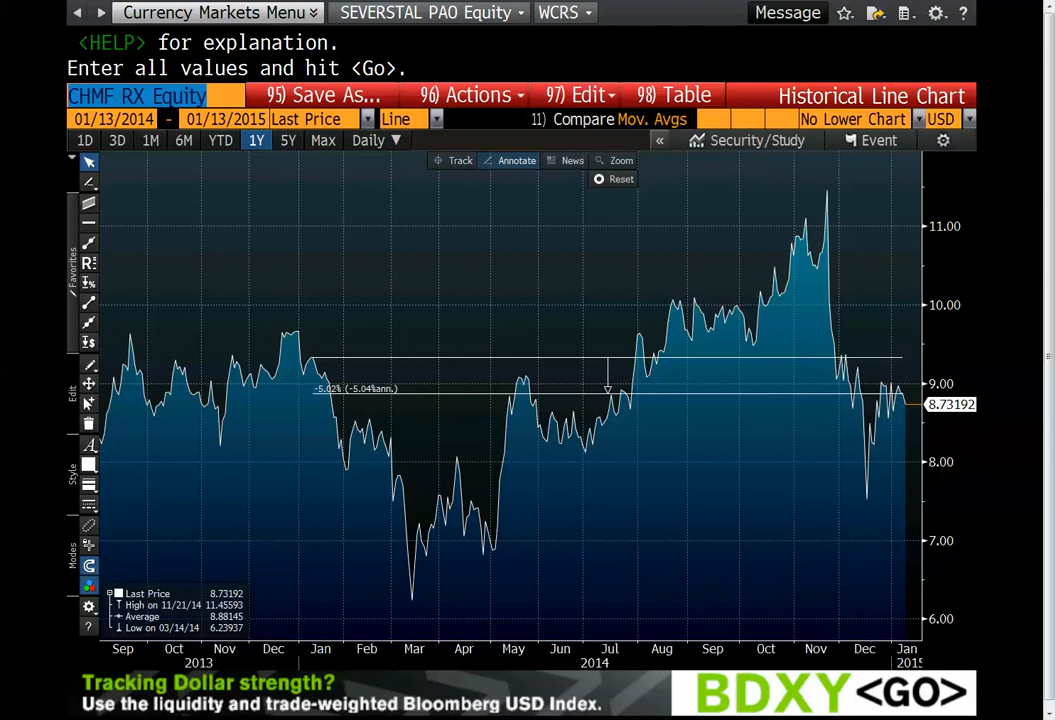 Currency Markets Menu SEVERSTAL PAO Equity WCRS Message ?
<HELP> for explanation.
Enter all values and hit <Go>.
CHMF RX Equity 95) Save As... 96) Actions 97) Edit 98) Table Historical Line Chart
01/13/2014 - 01/13/2015 Last Price Line 11) Compare Mov. Avgs No Lower Chart USD
1D 3D 1M 6M YTD 1Y 5Y Max Daily « Security/Study Event
Track Annotate News Zoom
Reset
11.00
10.00
9.00
8.73192
8.00
7.00
6.00
-5.02% (-5.04%ann.)
Favorites
Edit
Style
Modes
Last Price 8.73192
High on 11/21/14 11.45593
Average 8.88145
Low on 03/14/14 6.23937
Sep Oct Nov Dec Jan Feb Mar Apr May Jun Jul Aug Sep Oct Nov Dec Jan
2013 2014 2015
Tracking Dollar strength?
Use the liquidity and trade-weighted Bloomberg USD Index.
BDXY <GO>